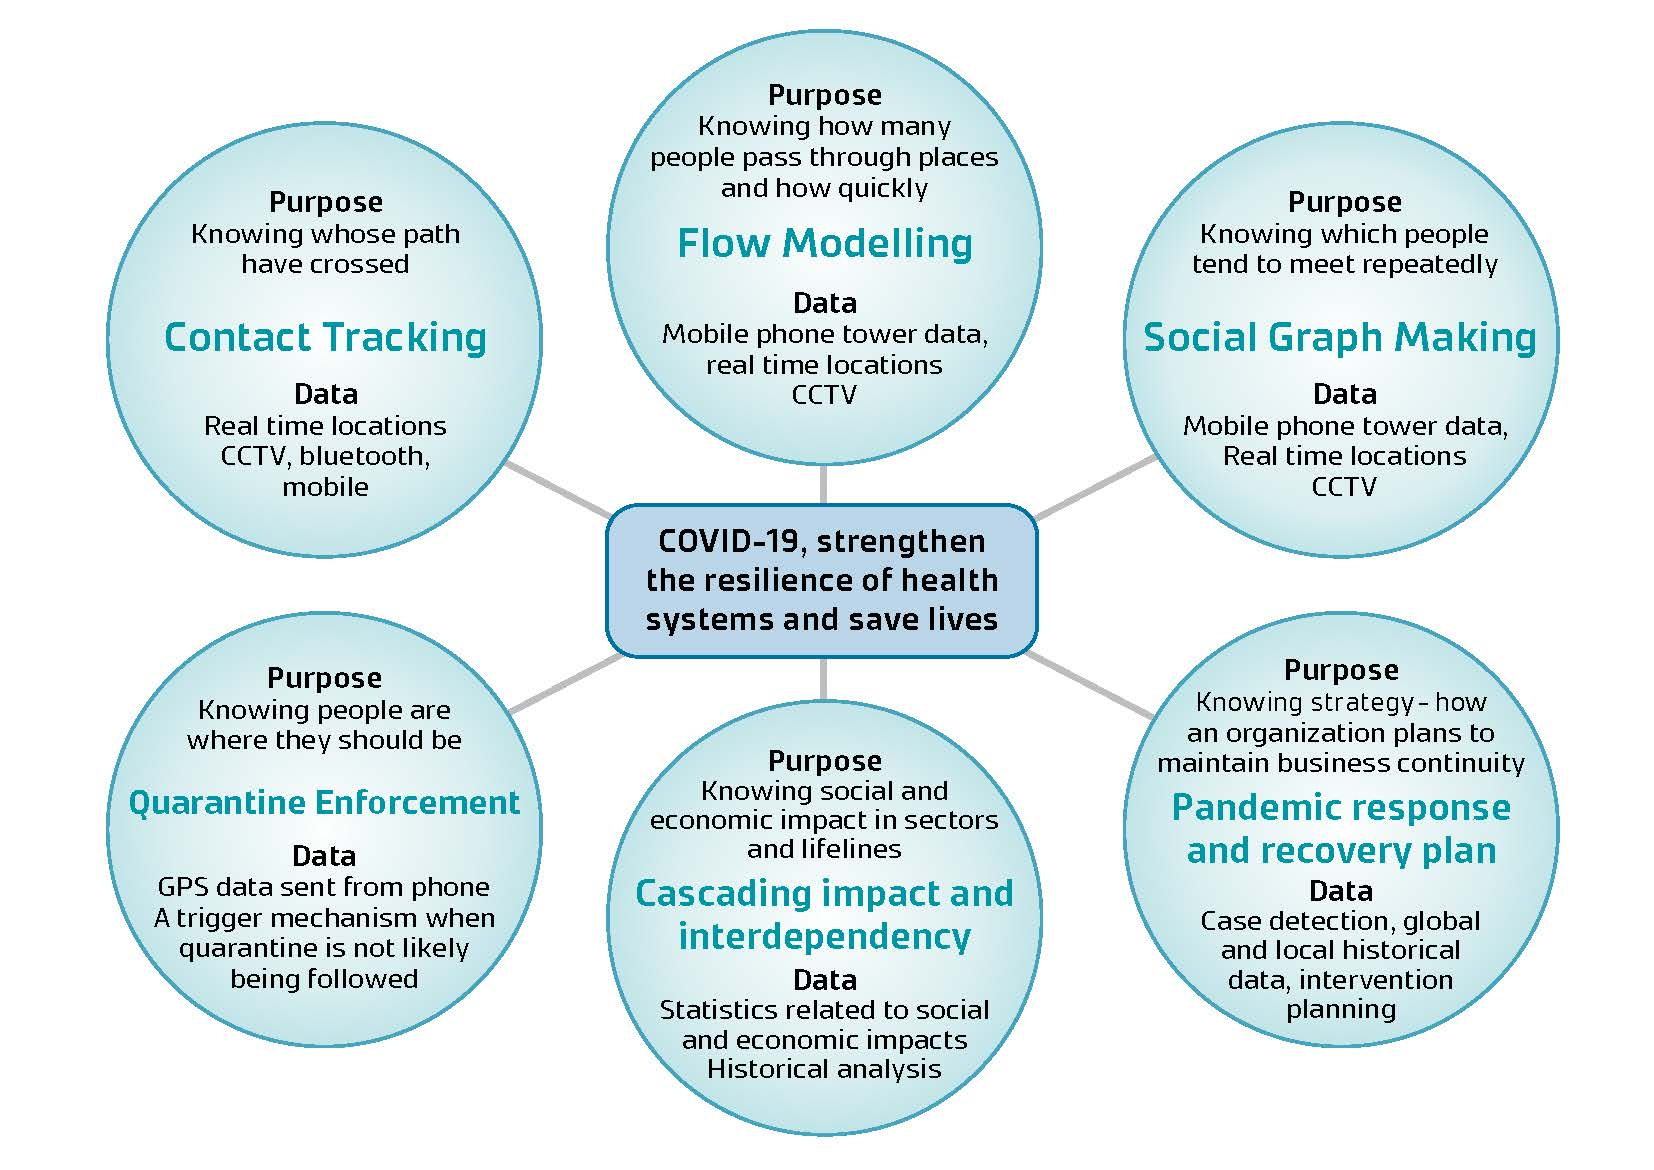 Purpose
Knowing whose path
have crossed
Contact Tracking
Data
Real time locations
CCTV, bluetooth,
mobile
Purpose
Knowing how many
people pass through places
and how quickly
Flow Modelling
Data
Mobile phone tower data,
real time locations
CCTV
Purpose
Knowing which people
tend to meet repeatedly
Social Graph Making
Data
Mobile phone tower data,
Real time locations
CCTV
COVID-19, strengthen
the resilience of health
systems and save lives
Purpose
Knowing people are
where they should be
Quarantine Enforcement
Data
GPS data sent from phone
A trigger mechanism when
quarantine is not likely
being followed
Purpose
Knowing social and
economic impact in sectors
and lifelines
Cascading impact and
interdependency
Data
Statistics related to social
and economic impacts
Historical analysis
Purpose
Knowing strategy - how
an organization plans to
maintain business continuity
Pandemic response
and recovery plan
Data
Case detection, global
and local historical
data, intervention
planning